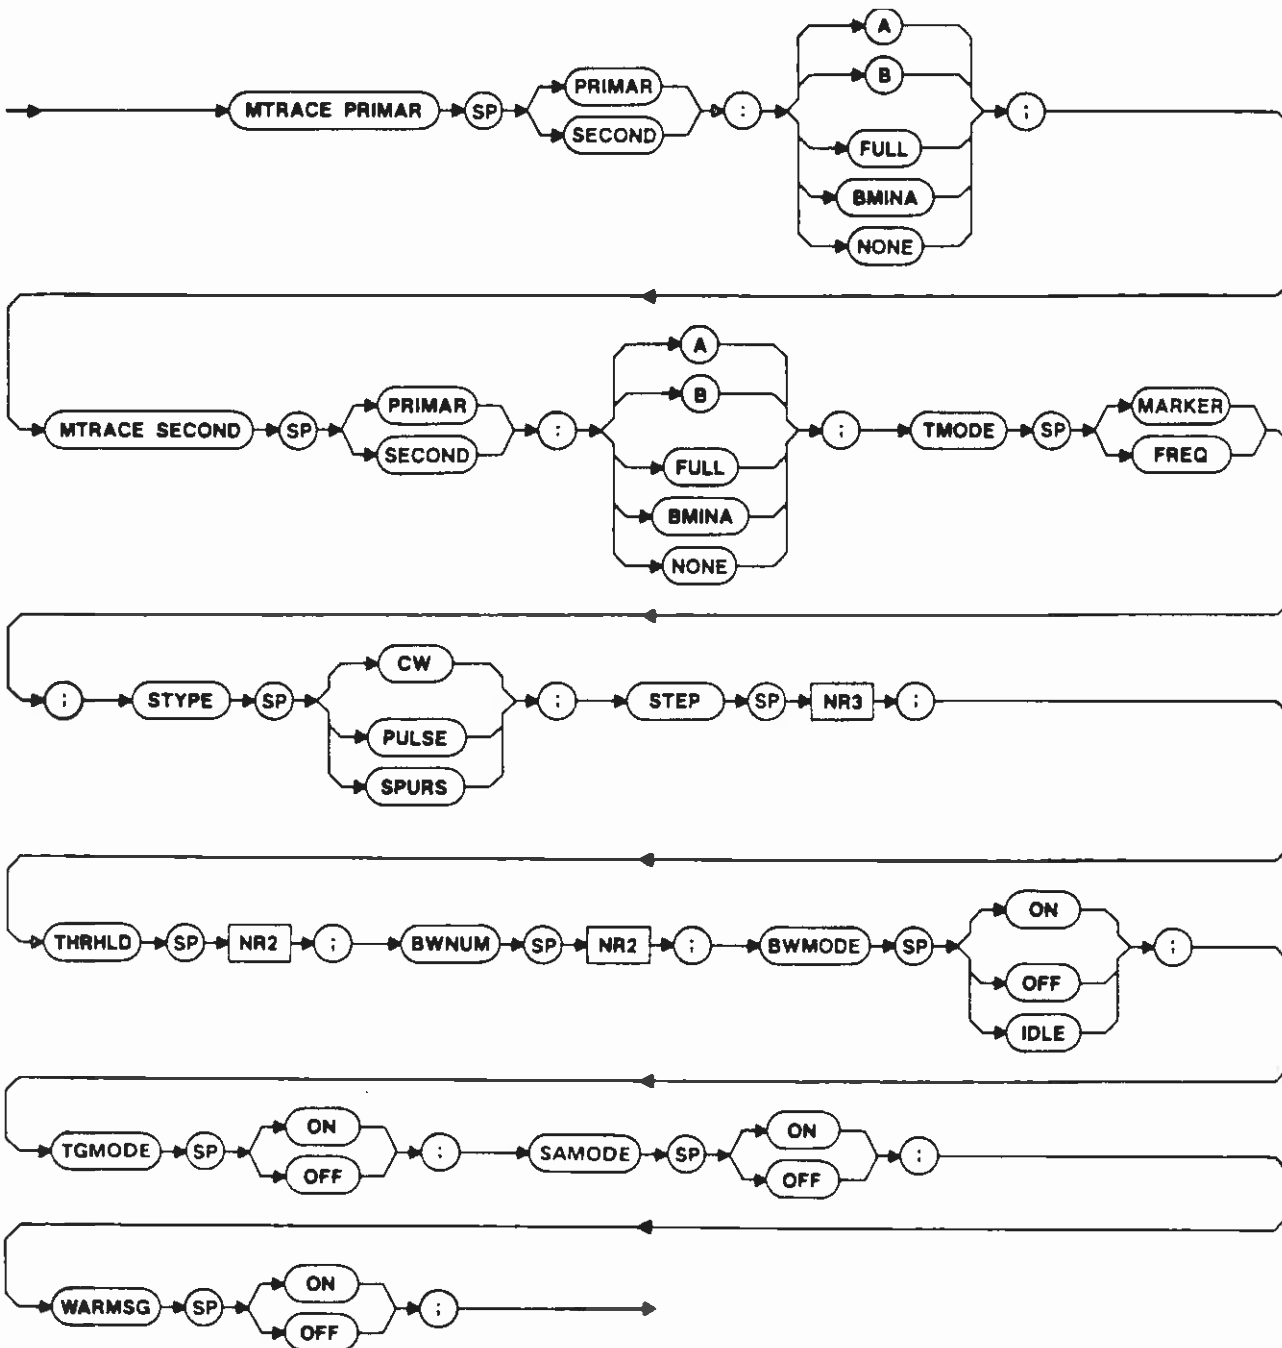 A
B
MTRACE PRIMAR SP PRIMAR : FULL ;
SECOND
BMINA
NONE
A
B
MTRACE SECOND SP PRIMAR : FULL ; TMODE SP MARKER
SECOND FREQ
BMINA
NONE
; STYPE SP CW ; STEP SP NR3 ;
PULSE
SPURS
THRHLD SP NR2 ; BWNUM SP NR2 ; BWMODE SP ON ;
OFF
IDLE
TGMODE SP ON ; SAMODE SP ON ;
OFF OFF
WARMSG SP ON ;
OFF